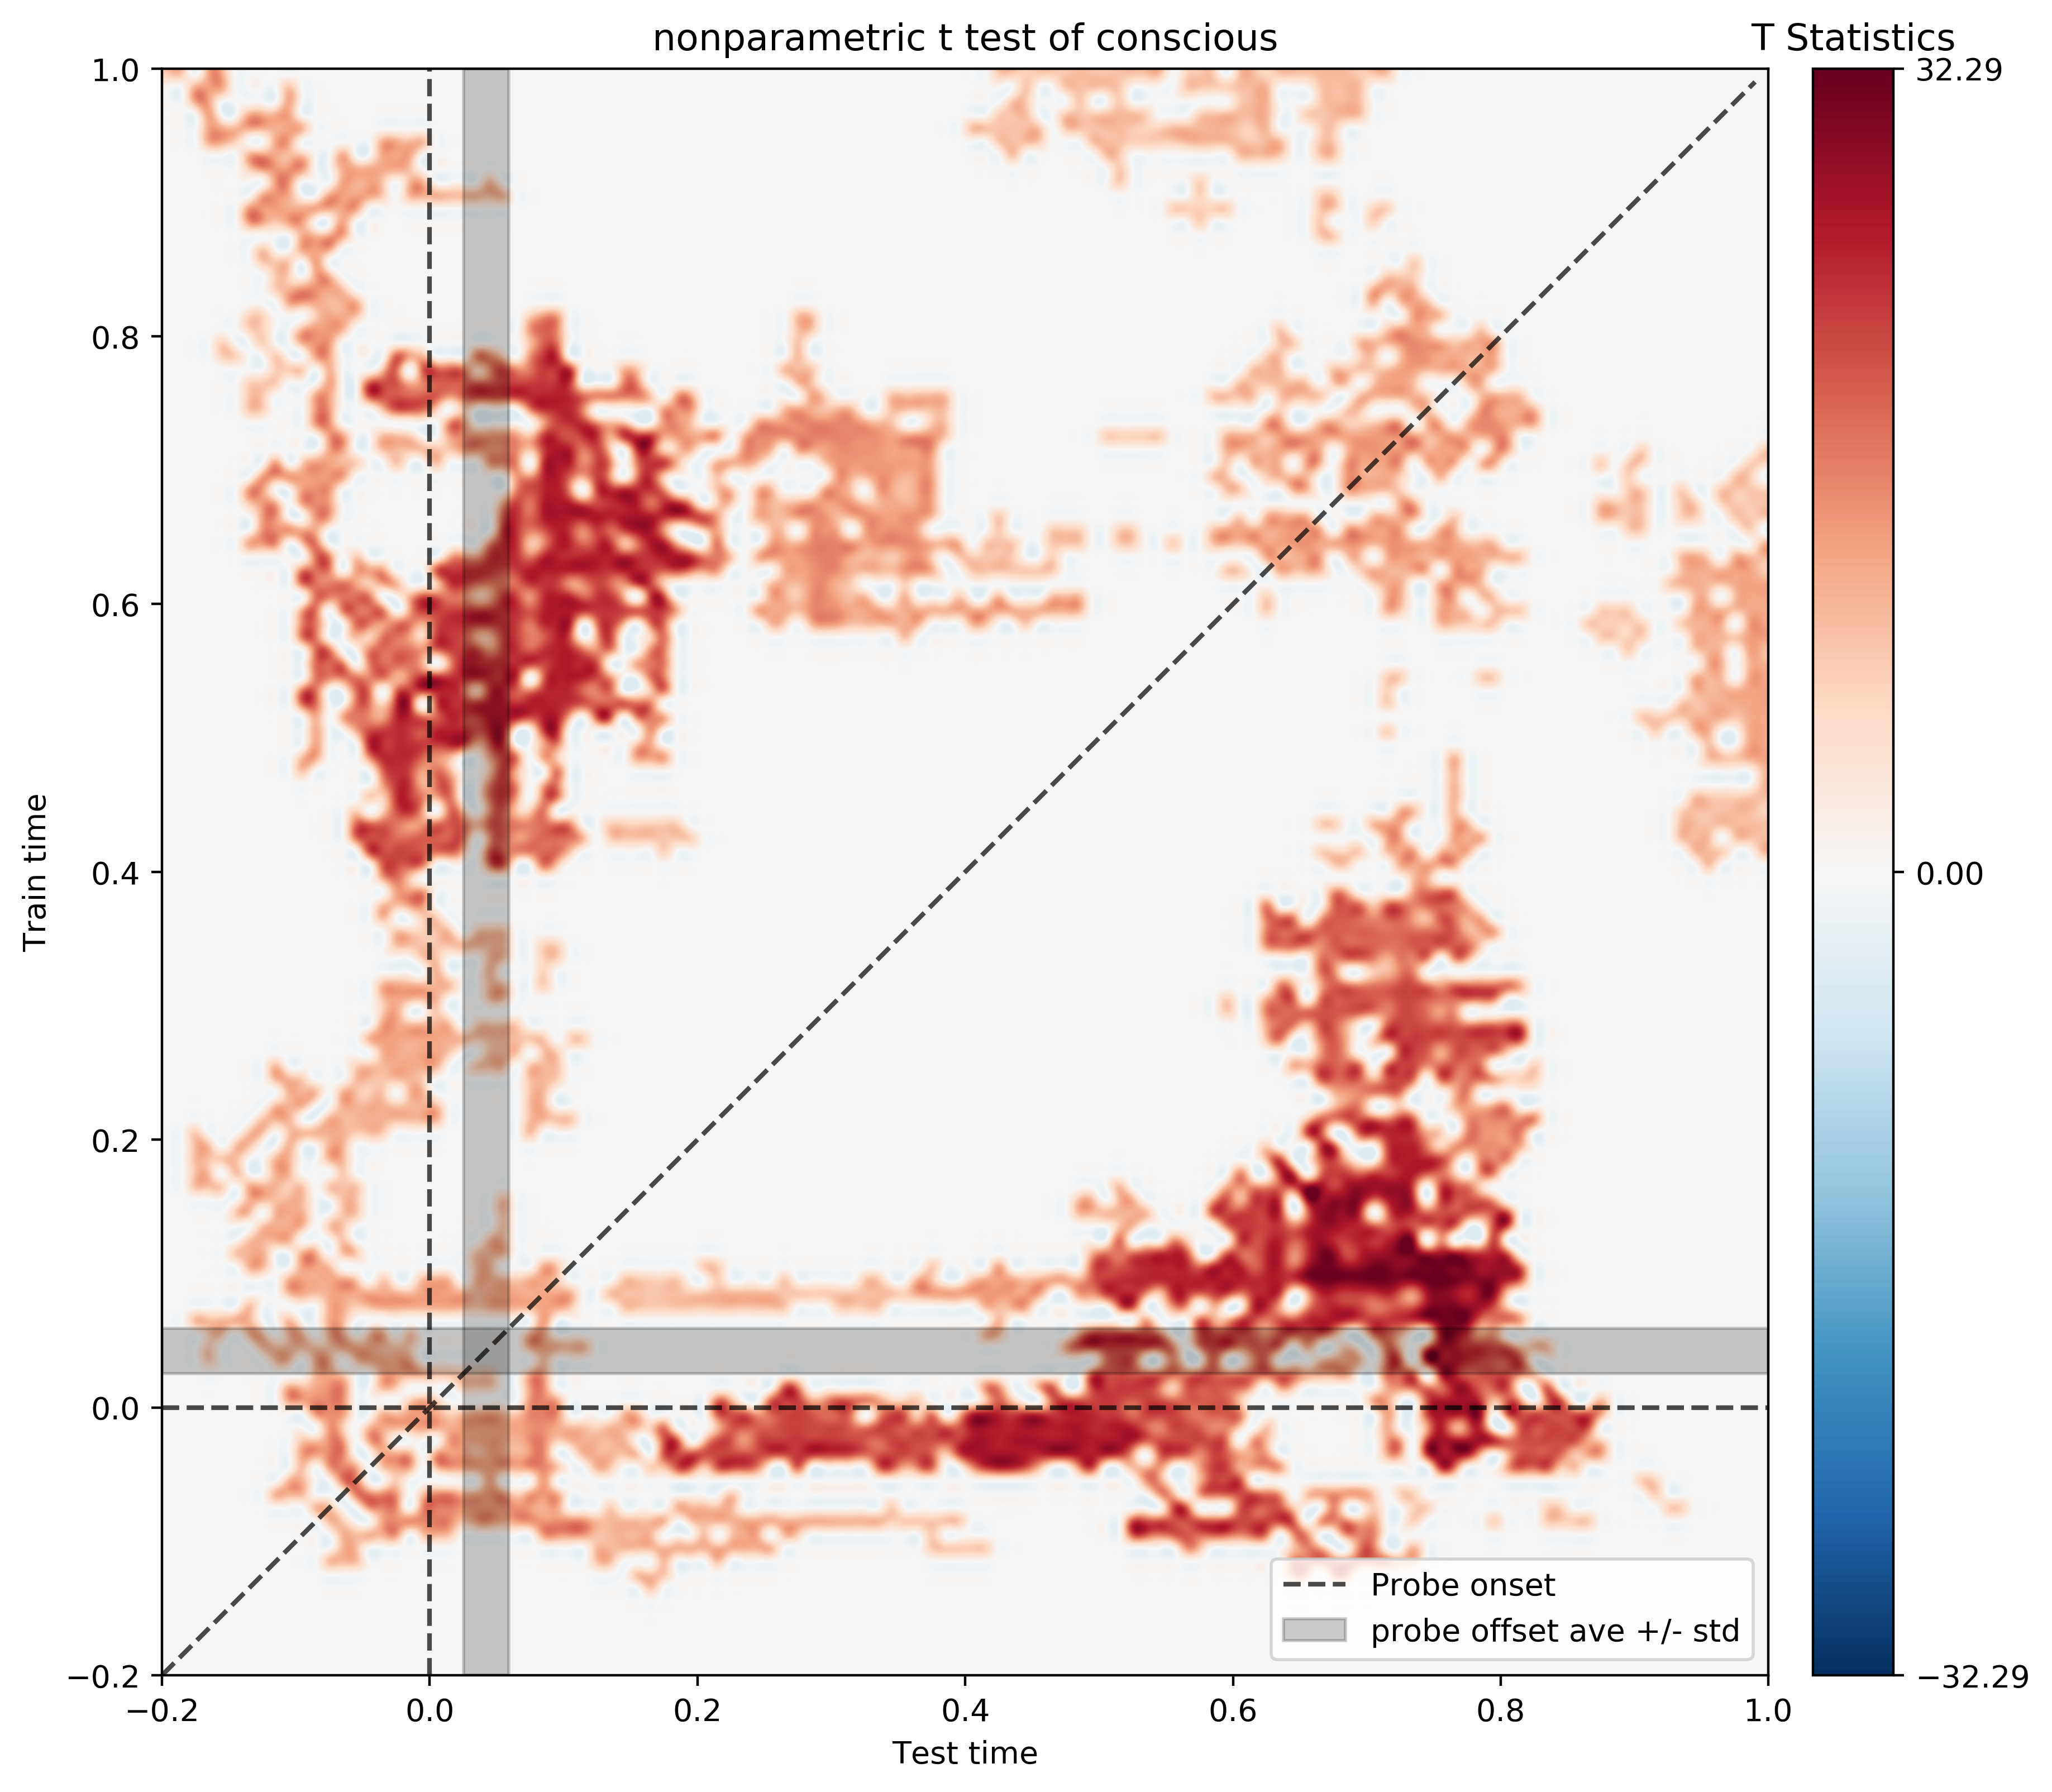 nonparametric t test of conscious
T Statistics
32.29
0.00
−32.29
1.0
0.8
0.6
0.4
0.2
0.0
−0.2
Train time
−0.2
0.0
0.2
0.4
0.6
0.8
1.0
Test time
Probe onset
probe offset ave +/- std